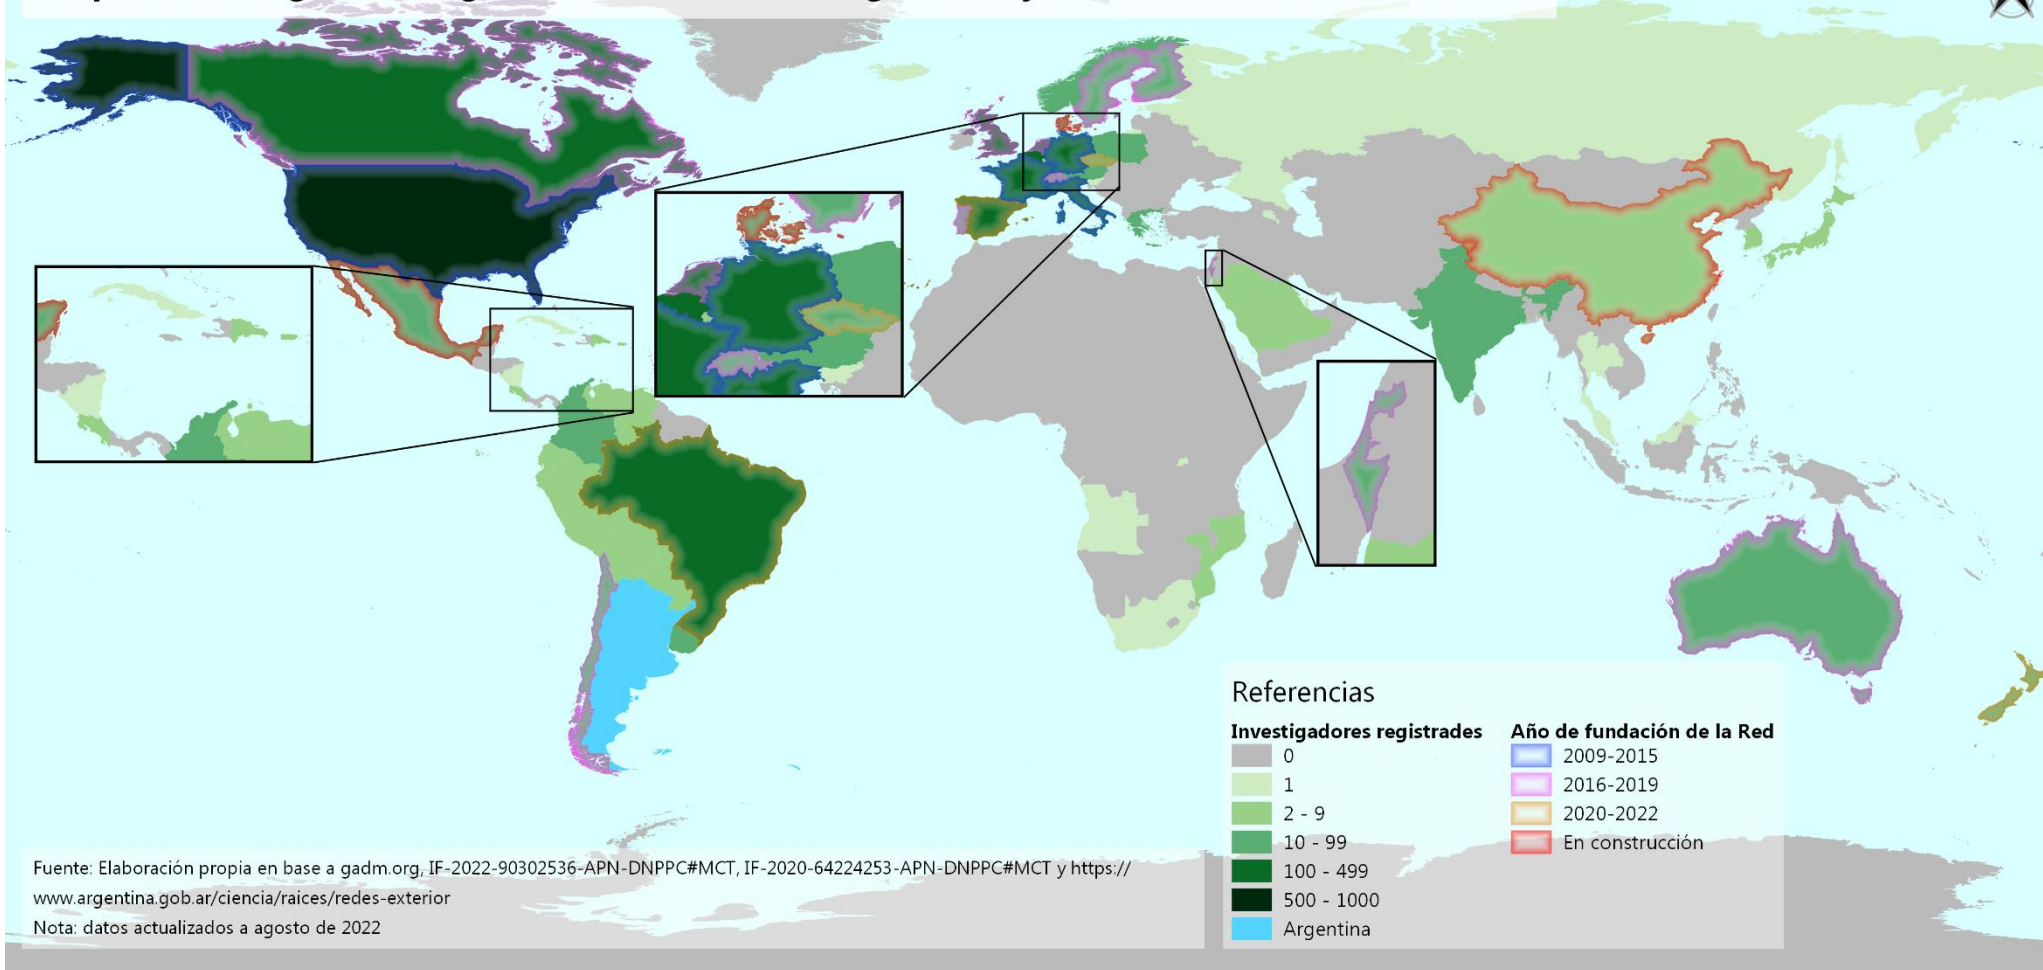 Referencias
Investigadores registrades
0
1
2 - 9
10 - 99
100 - 499
500 - 1000
Argentina
Año de fundación de la Red
2009-2015
2016-2019
2020-2022
En construcción
Fuente: Elaboración propia en base a gadm.org, IF-2022-90302536-APN-DNPPC#MCT, IF-2020-64224253-APN-DNPPC#MCT y https://
www.argentina.gob.ar/ciencia/raices/redes-exterior
Nota: datos actualizados a agosto de 2022